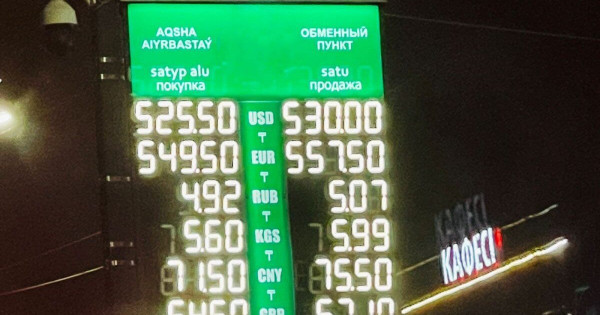 AQSHA ОБМЕННЫЙ
AIYRBASTAÝ ПУНКТ
satyp alu satu
покупка продажа
525.50 USD 530.00
₸
549.50 EUR 557.50
₸
4.92 RUB 5.07
₸
5.60 KGS 5.99
₸
71.50 CNY 75.50
₸
КАФЕСІ